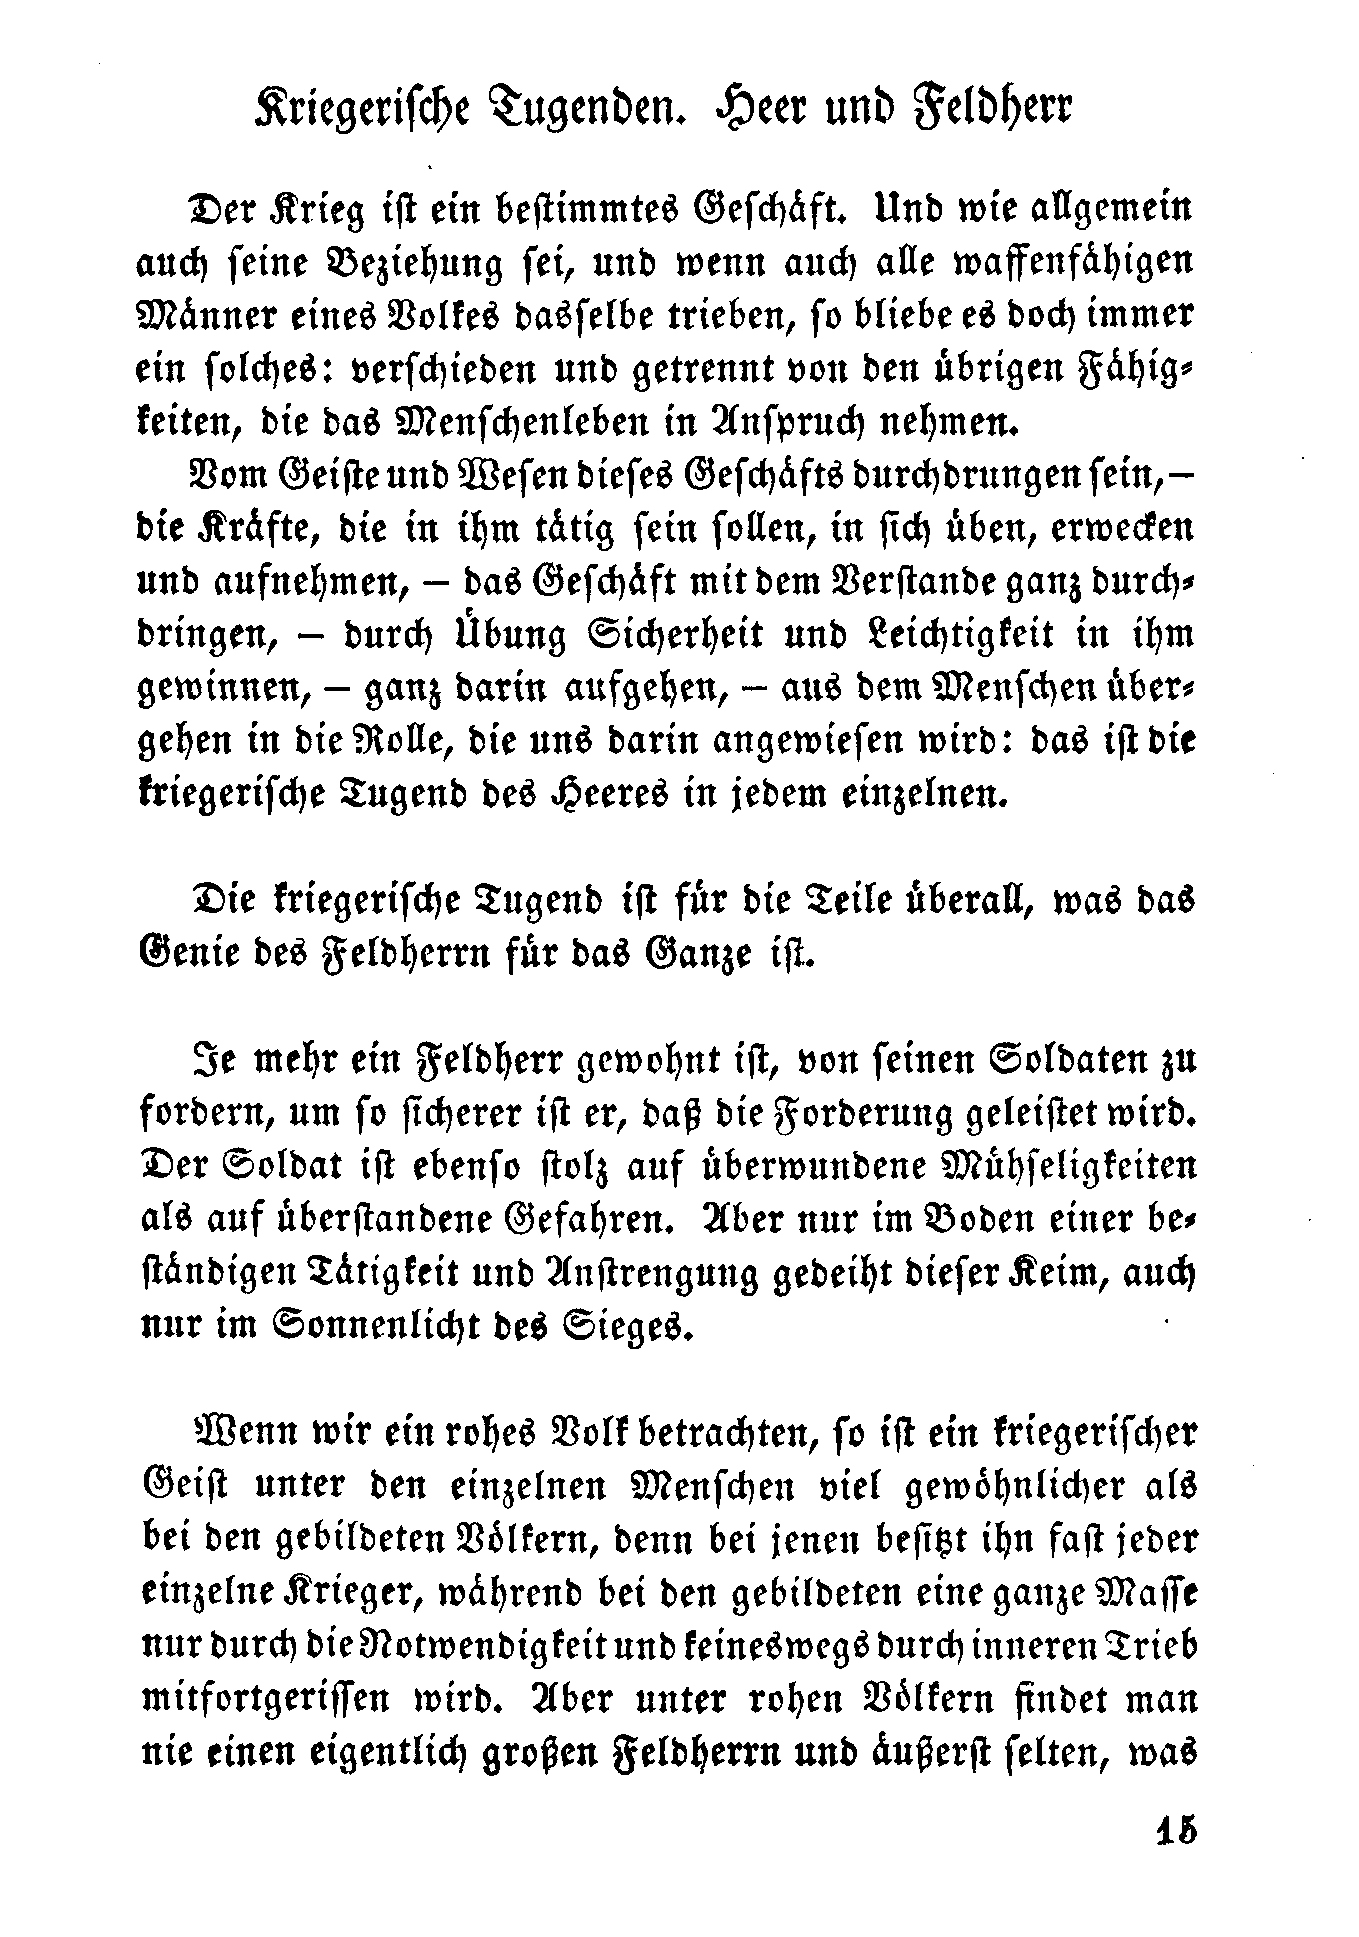 Kriegerische Tugenden. Heer und Feldherr
Der Krieg ist ein bestimmtes Geschäft. Und wie allgemein
auch seine Beziehung sei, und wenn auch alle waffenfähigen
Männer eines Volkes dasselbe trieben, so bliebe es doch immer
ein solches: verschieden und getrennt von den übrigen Fähig-
keiten, die das Menschenleben in Anspruch nehmen.
Vom Geiste und Wesen dieses Geschäfts durchdrungen sein, –
die Kräfte, die in ihm tätig sein sollen, in sich üben, erwecken
und aufnehmen, – das Geschäft mit dem Verstande ganz durch-
dringen, – durch Übung Sicherheit und Leichtigkeit in ihm
gewinnen, – ganz darin aufgehen, – aus dem Menschen über-
gehen in die Rolle, die uns darin angewiesen wird: das ist die
kriegerische Tugend des Heeres in jedem einzelnen.
Die kriegerische Tugend ist für die Teile überall, was das
Genie des Feldherrn für das Ganze ist.
Je mehr ein Feldherr gewohnt ist, von seinen Soldaten zu
fordern, um so sicherer ist er, daß die Forderung geleistet wird.
Der Soldat ist ebenso stolz auf überwundene Mühseligkeiten
als auf überstandene Gefahren. Aber nur im Boden einer be-
ständigen Tätigkeit und Anstrengung gedeiht dieser Keim, auch
nur im Sonnenlicht des Sieges.
Wenn wir ein rohes Volk betrachten, so ist ein kriegerischer
Geist unter den einzelnen Menschen viel gewöhnlicher als
bei den gebildeten Völkern, denn bei jenen besitzt ihn fast jeder
einzelne Krieger, während bei den gebildeten eine ganze Masse
nur durch die Notwendigkeit und keineswegs durch inneren Trieb
mitfortgerissen wird. Aber unter rohen Völkern findet man
nie einen eigentlich großen Feldherrn und äußerst selten, was
15